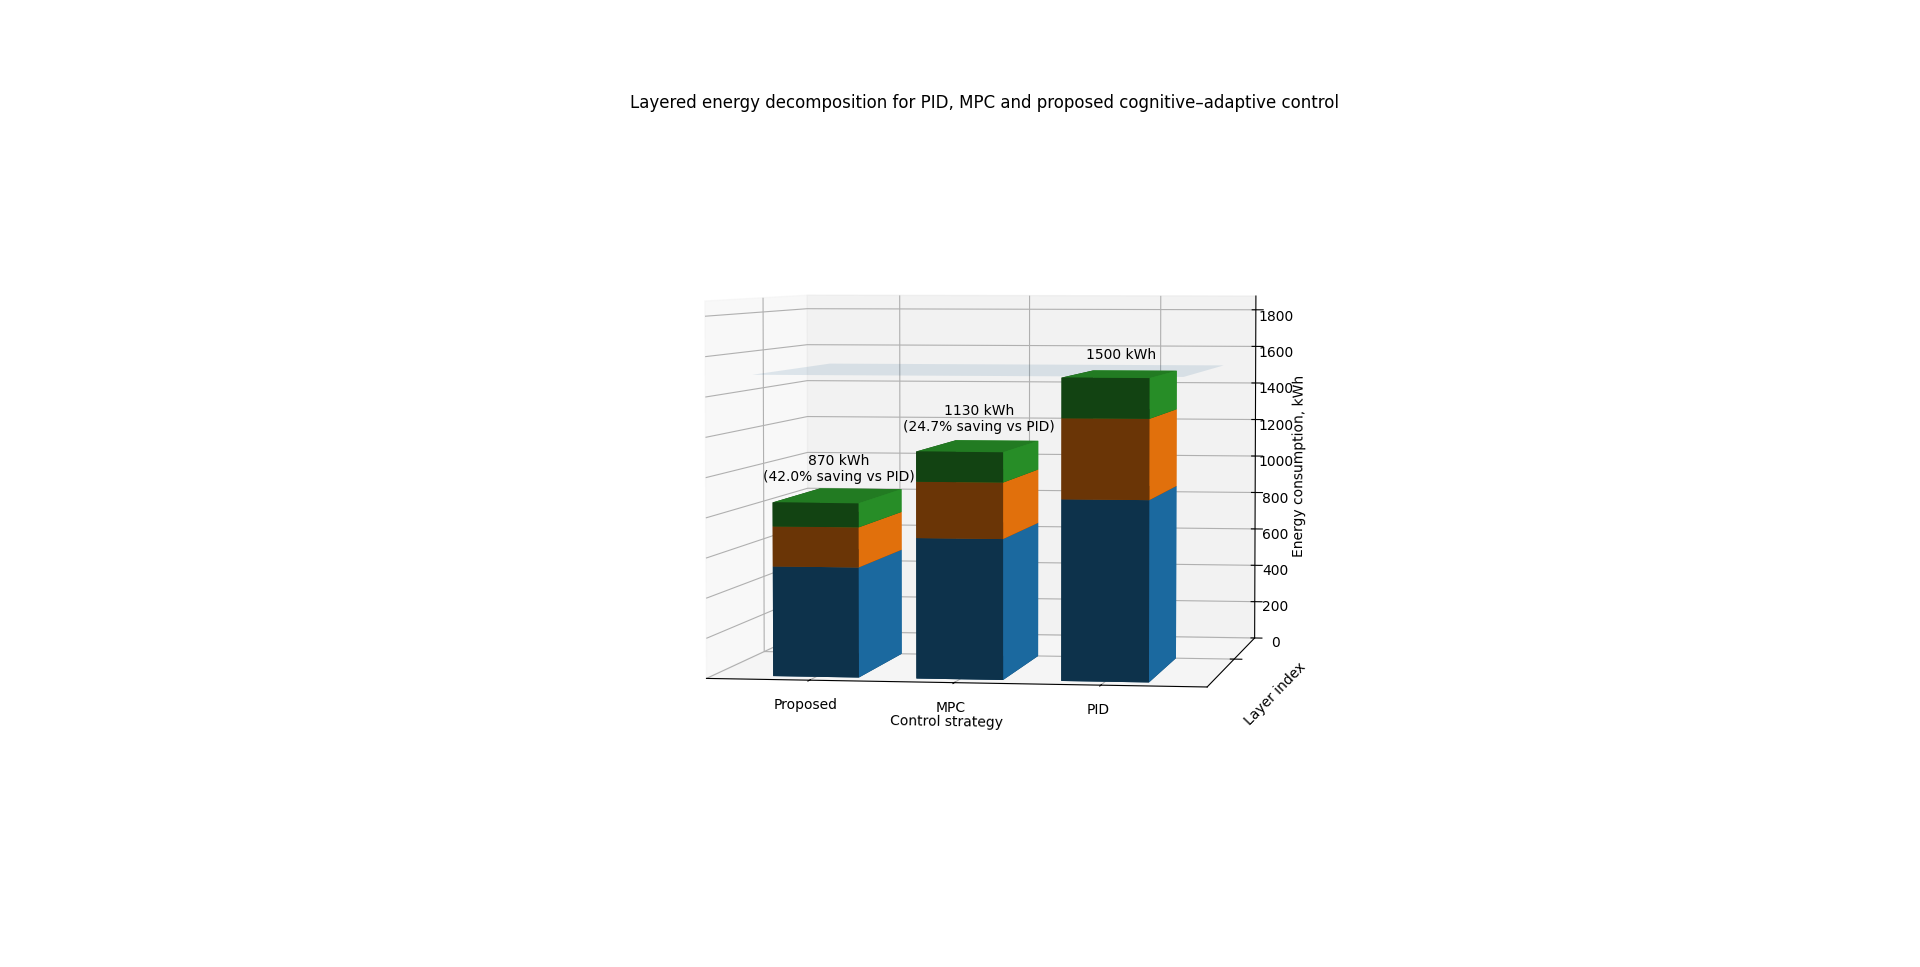 Layered energy decomposition for PID, MPC and proposed cognitive–adaptive control
1800
1600
1500 kWh
1400
1130 kWh
(24.7% saving vs PID)
1200
870 kWh
(42.0% saving vs PID)
1000
800
600
400
200
0
Energy consumption, kWh
Layer index
Proposed
MPC
PID
Control strategy